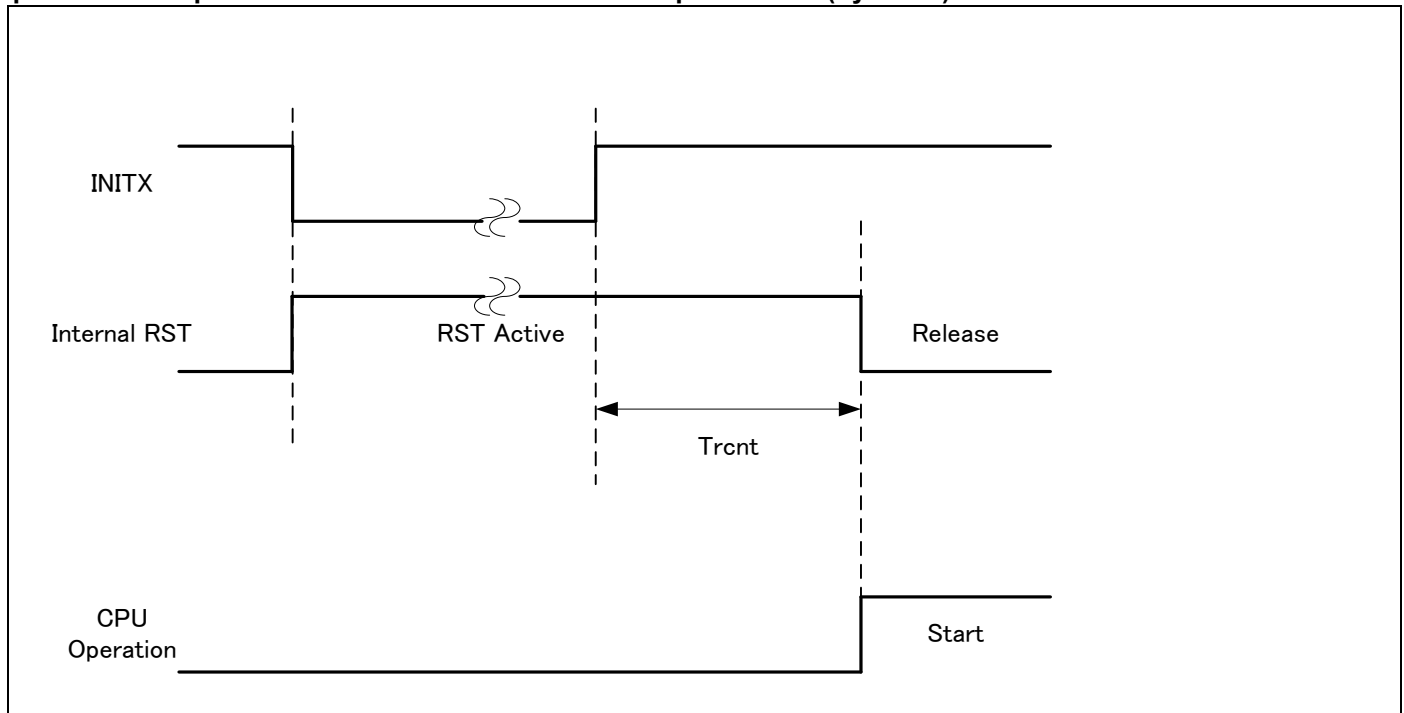 INITX
Internal RST
RST Active
Release
Trcnt
CPU
Operation
Start